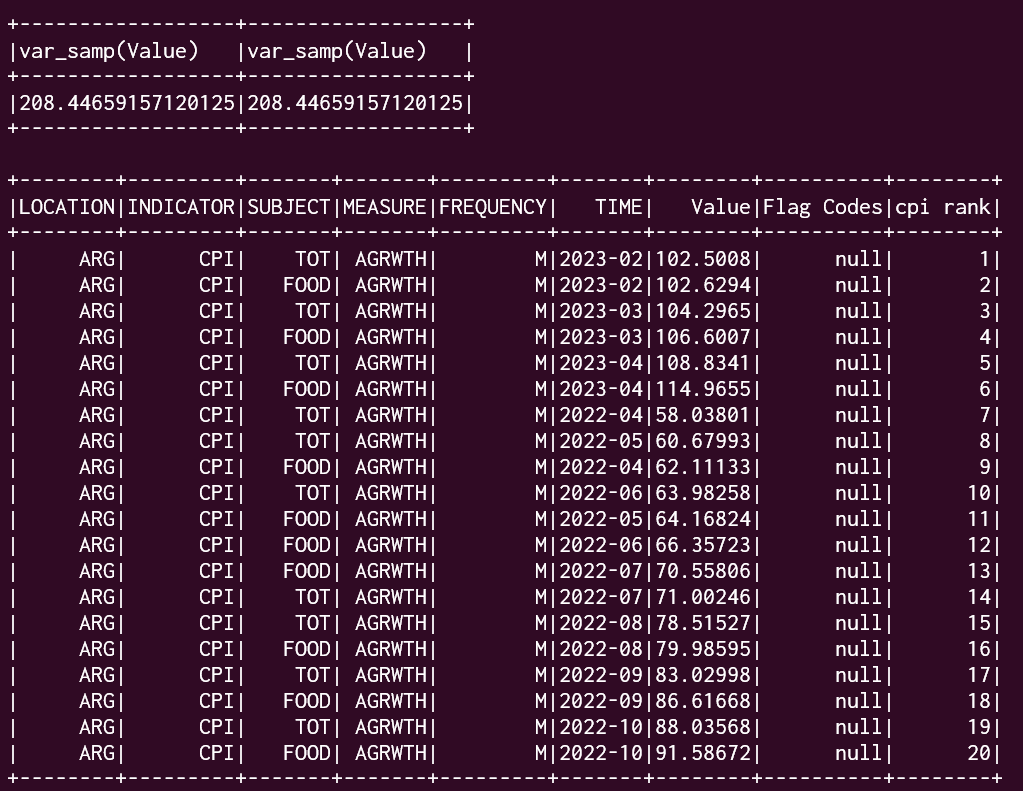 +------------------+------------------+
|var_samp(Value)   |var_samp(Value)   |
+------------------+------------------+
|208.44659157120125|208.44659157120125|
+------------------+------------------+

+--------+---------+-------+-------+---------+-------+--------+----------+--------+
|LOCATION|INDICATOR|SUBJECT|MEASURE|FREQUENCY|   TIME|   Value|Flag Codes|cpi rank|
+--------+---------+-------+-------+---------+-------+--------+----------+--------+
|     ARG|      CPI|    TOT| AGRWTH|        M|2023-02|102.5008|      null|       1|
|     ARG|      CPI|   FOOD| AGRWTH|        M|2023-02|102.6294|      null|       2|
|     ARG|      CPI|    TOT| AGRWTH|        M|2023-03|104.2965|      null|       3|
|     ARG|      CPI|   FOOD| AGRWTH|        M|2023-03|106.6007|      null|       4|
|     ARG|      CPI|    TOT| AGRWTH|        M|2023-04|108.8341|      null|       5|
|     ARG|      CPI|   FOOD| AGRWTH|        M|2023-04|114.9655|      null|       6|
|     ARG|      CPI|    TOT| AGRWTH|        M|2022-04|58.03801|      null|       7|
|     ARG|      CPI|    TOT| AGRWTH|        M|2022-05|60.67993|      null|       8|
|     ARG|      CPI|   FOOD| AGRWTH|        M|2022-04|62.11133|      null|       9|
|     ARG|      CPI|    TOT| AGRWTH|        M|2022-06|63.98258|      null|      10|
|     ARG|      CPI|   FOOD| AGRWTH|        M|2022-05|64.16824|      null|      11|
|     ARG|      CPI|   FOOD| AGRWTH|        M|2022-06|66.35723|      null|      12|
|     ARG|      CPI|   FOOD| AGRWTH|        M|2022-07|70.55806|      null|      13|
|     ARG|      CPI|    TOT| AGRWTH|        M|2022-07|71.00246|      null|      14|
|     ARG|      CPI|    TOT| AGRWTH|        M|2022-08|78.51527|      null|      15|
|     ARG|      CPI|   FOOD| AGRWTH|        M|2022-08|79.98595|      null|      16|
|     ARG|      CPI|    TOT| AGRWTH|        M|2022-09|83.02998|      null|      17|
|     ARG|      CPI|   FOOD| AGRWTH|        M|2022-09|86.61668|      null|      18|
|     ARG|      CPI|    TOT| AGRWTH|        M|2022-10|88.03568|      null|      19|
|     ARG|      CPI|   FOOD| AGRWTH|        M|2022-10|91.58672|      null|      20|
+--------+---------+-------+-------+---------+-------+--------+----------+--------+